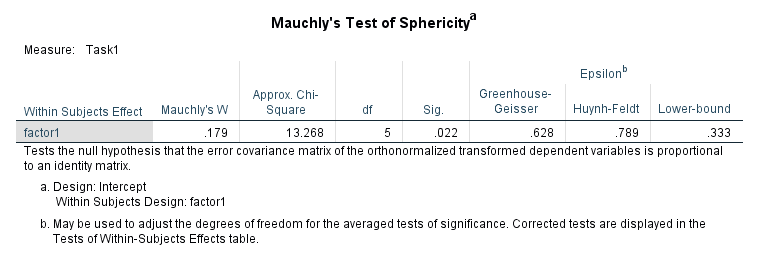 Mauchly's Test of Sphericityᵃ
Measure: Task1
Epsilonᵇ
Within Subjects Effect Mauchly's W Approx. Chi-Square df Sig. Greenhouse-Geisser Huynh-Feldt Lower-bound
factor1 .179 13.268 5 .022 .628 .789 .333
Tests the null hypothesis that the error covariance matrix of the orthonormalized transformed dependent variables is proportional
to an identity matrix.
a. Design: Intercept
Within Subjects Design: factor1
b. May be used to adjust the degrees of freedom for the averaged tests of significance. Corrected tests are displayed in the
Tests of Within-Subjects Effects table.